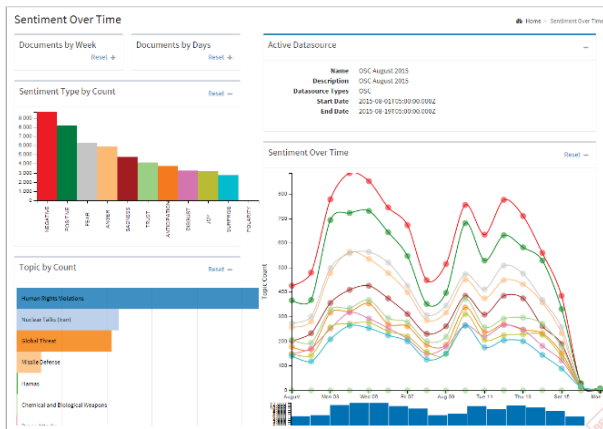 Sentiment Over Time
Home - Sentiment Over Time
Documents by Week
Reset +
Documents by Days
Reset +
Active Datasource
−
Name OSC August 2015
Description OSC August 2015
Datasource Types OSC
Start Date 2015-08-01T05:00:00.000Z
End Date 2015-08-19T05:00:00.000Z
Sentiment Type by Count
Reset −
9.000
8.000
7.000
6.000
5.000
4.000
3.000
2.000
1.000
0
NEGATIVE
POSITIVE
FEAR
ANGER
SADNESS
TRUST
ANTICIPATION
DISGUST
JOY
SURPRISE
POLARITY
Sentiment Over Time
Reset −
Topic Count
800
700
600
500
400
300
200
100
0
August
Mon 03
Wed 05
Fri 07
Aug 09
Tue 11
Thu 13
Sat 15
Mon
Topic by Count
Reset −
Human Rights Violations
Nuclear Talks (Iran)
Global Threat
Missile Defense
Hamas
Chemical and Biological Weapons